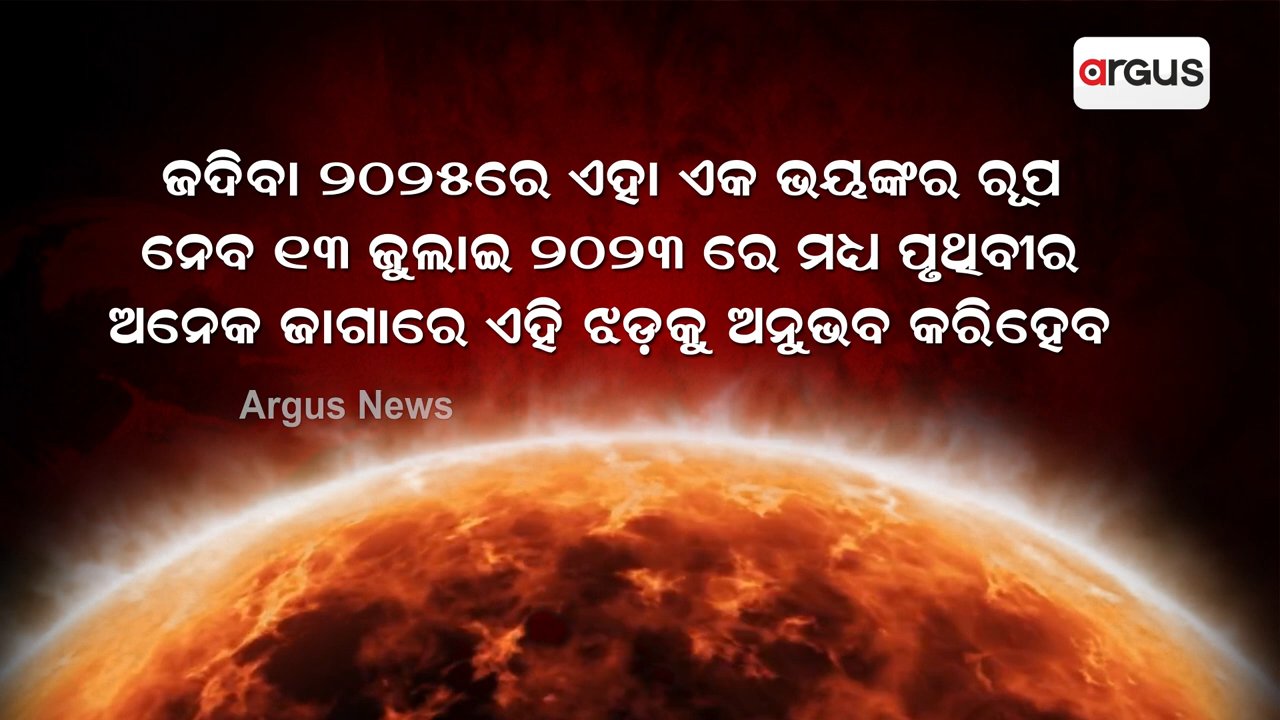 argus
ଜଦିବା ୨୦୨୫ରେ ଏହା ଏକ ଭୟଙ୍କର ରୂପ
ନେବ ୧୩ ଜୁଲାଇ ୨୦୨୩ ରେ ମଧ୍ୟ ପୃଥିବୀର
ଅନେକ ଜାଗାରେ ଏହି ଝଡ଼କୁ ଅନୁଭବ କରିହେବ
Argus News